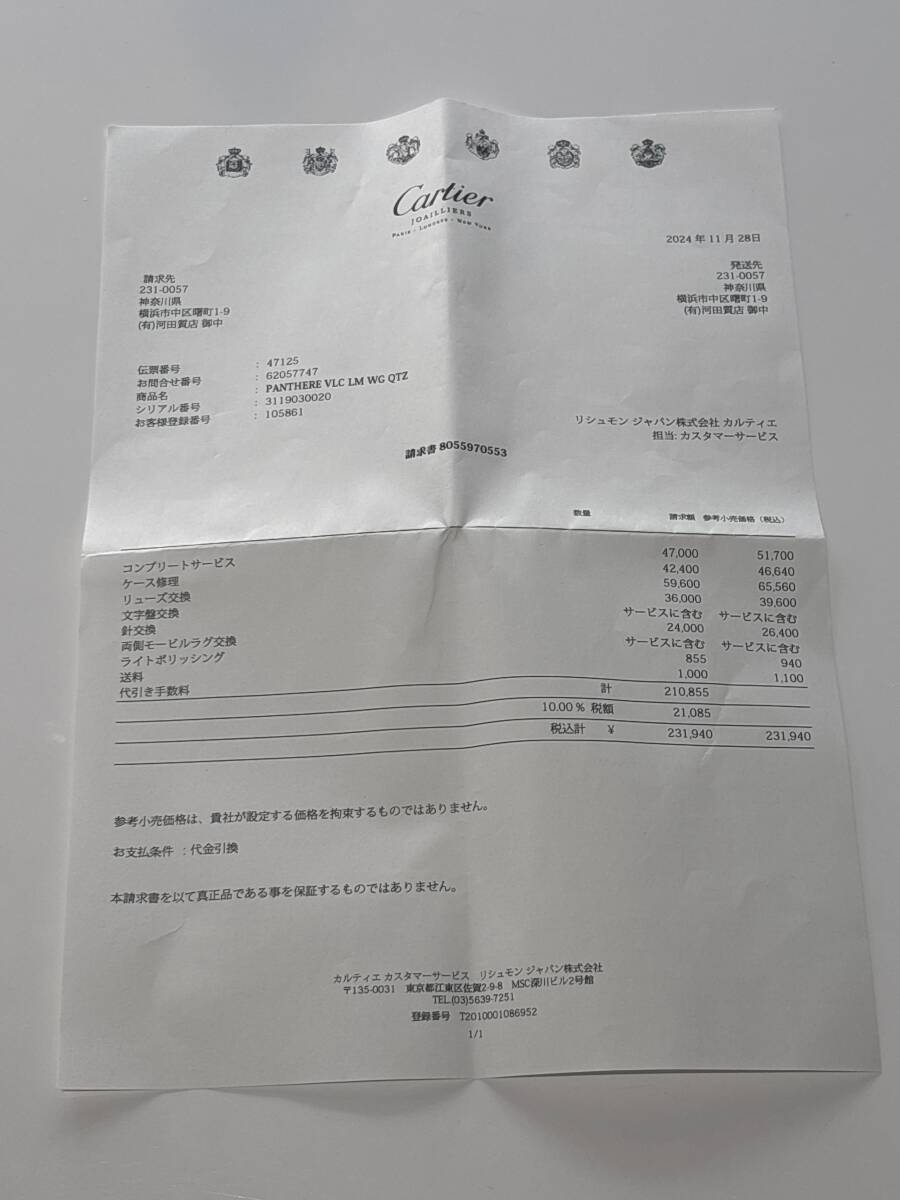 Cartier
JOAILLIERS
PARIS - LONDRES - NEW YORK
2024 年 11 月 28日
請求先
231-0057
神奈川県
横浜市中区曙町1-9
(有)河田質店 御中
発送先
231-0057
神奈川県
横浜市中区曙町1-9
(有)河田質店 御中
伝票番号 : 47125
お問合せ番号 : 62057747
商品名 : PANTHERE VLC LM WG QTZ
シリアル番号 : 3119030020
お客様登録番号 : 105861
リシュモン ジャパン株式会社 カルティエ
担当: カスタマーサービス
請求書 8055970553
数量 請求額 参考小売価格（税込）
コンプリートサービス 47,000 51,700
ケース修理 42,400 46,640
リューズ交換 59,600 65,560
文字盤交換 36,000 39,600
針交換 サービスに含む サービスに含む
両側モービルラグ交換 24,000 26,400
ライトポリッシング サービスに含む サービスに含む
送料 855 940
代引き手数料 1,000 1,100
計 210,855
10.00 % 税額 21,085
税込計 ¥ 231,940 231,940
参考小売価格は、貴社が設定する価格を拘束するものではありません。
お支払条件 : 代金引換
本請求書を以て真正品である事を保証するものではありません。
カルティエ カスタマーサービス リシュモン ジャパン株式会社
〒135-0031 東京都江東区佐賀2-9-8 MSC深川ビル2号館
TEL.(03)5639-7251
登録番号 T2010001086952
1/1